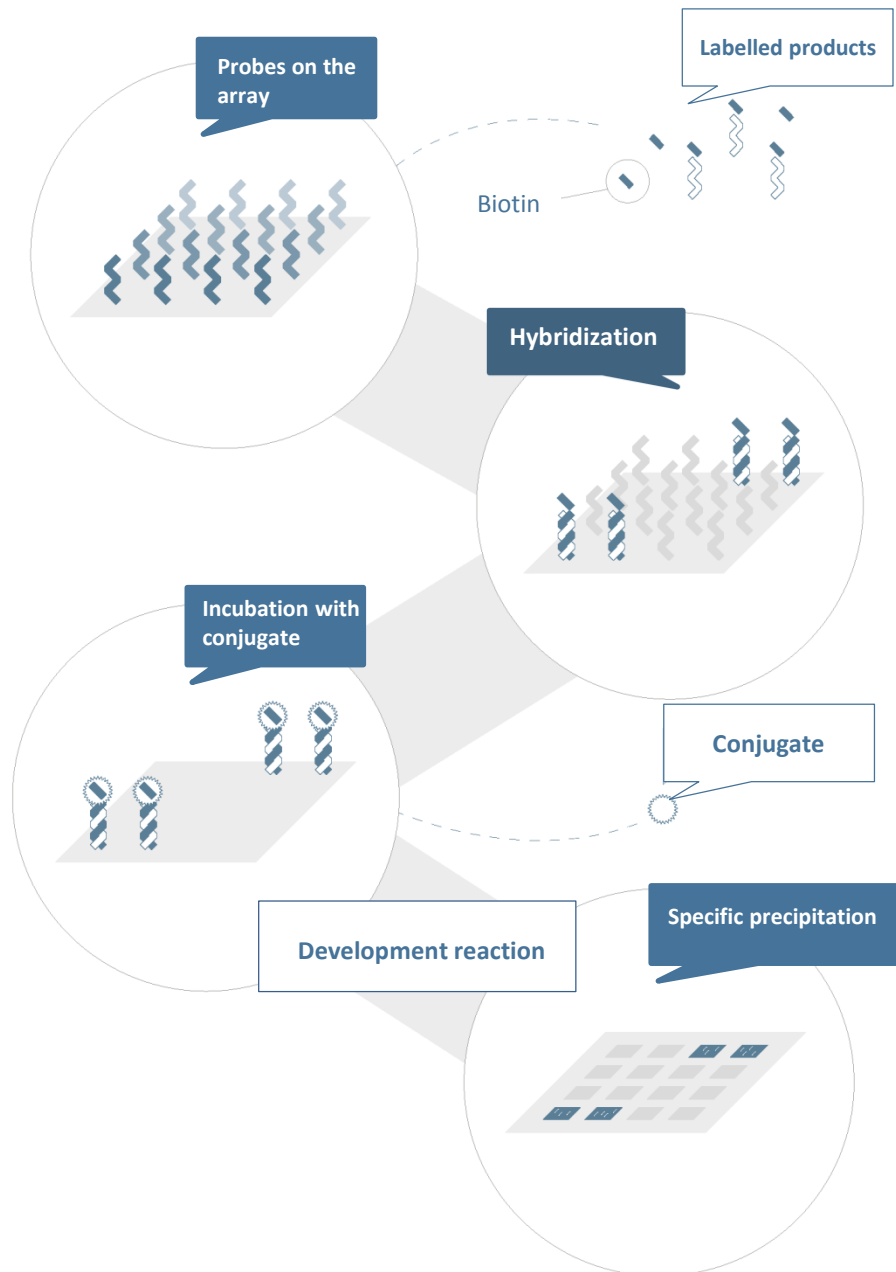 Probes on the
array
Labelled products
Biotin
Hybridization
Incubation with
conjugate
Conjugate
Development reaction
Specific precipitation